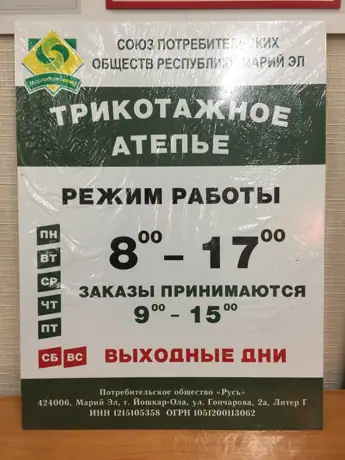 СОЮЗ ПОТРЕБИТЕЛЬСКИХ
ОБЩЕСТВ РЕСПУБЛИКИ МАРИЙ ЭЛ
Марпотребсоюз
ТРИКОТАЖНОЕ
АТЕЛЬЕ
РЕЖИМ РАБОТЫ
ПН
ВТ
СР
ЧТ
ПТ
8⁰⁰ – 17⁰⁰
ЗАКАЗЫ ПРИНИМАЮТСЯ
9⁰⁰ – 15⁰⁰
СБ ВС ВЫХОДНЫЕ ДНИ
Потребительское общество «Русь»
424006, Марий Эл, г. Йошкар-Ола, ул. Гончарова, 2а, Литер Г
ИНН 1215105358 ОГРН 1051200113062